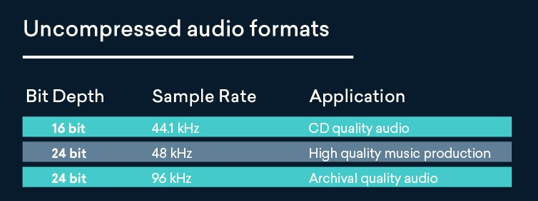 Uncompressed audio formats
Bit Depth Sample Rate Application
16 bit 44.1 kHz CD quality audio
24 bit 48 kHz High quality music production
24 bit 96 kHz Archival quality audio